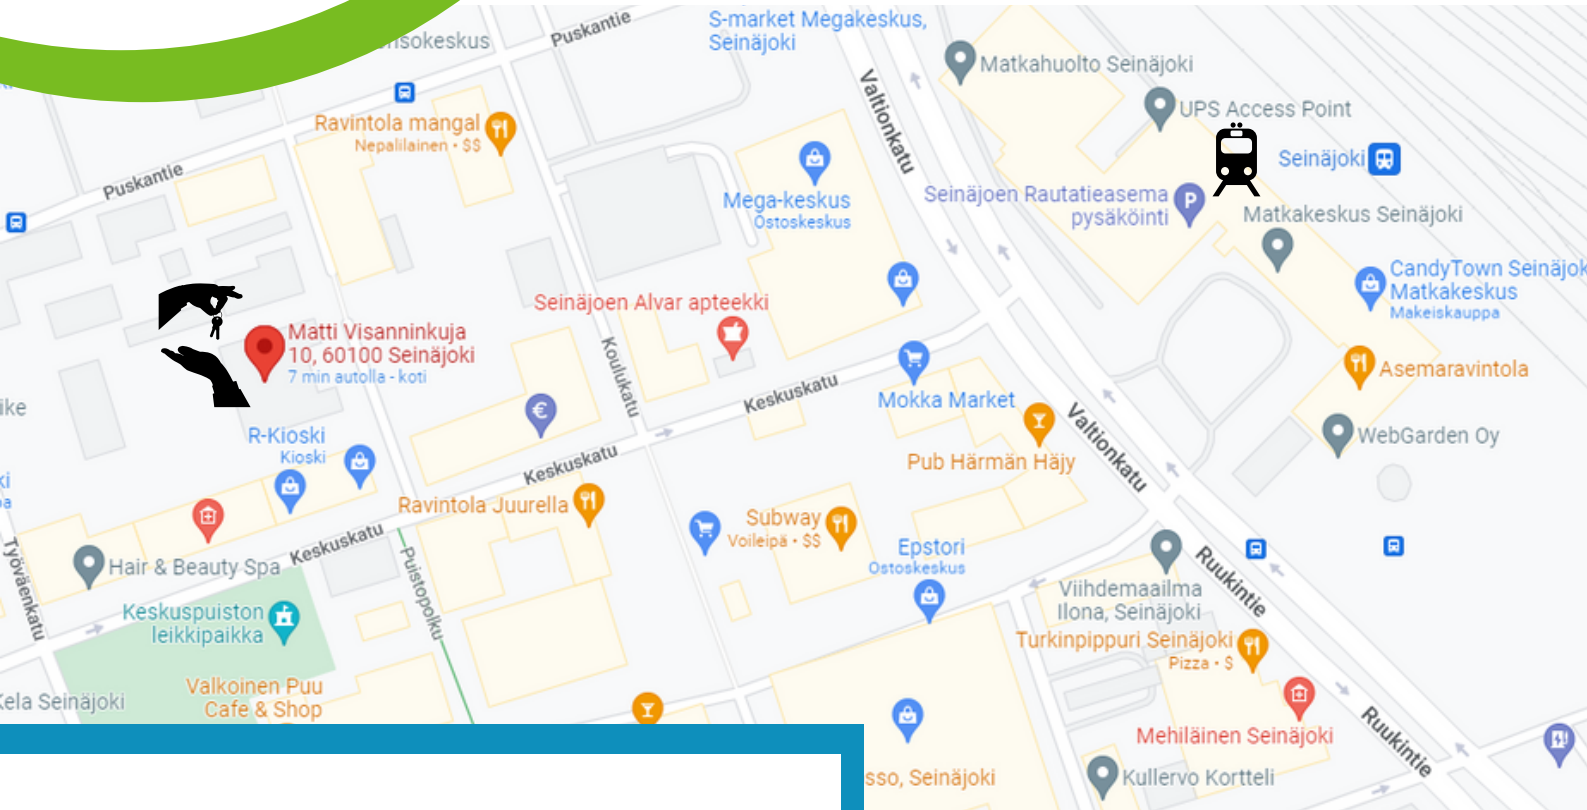 S-market Megakeskus,
Seinäjoki
Puskantie
Matkahuolto Seinäjoki
Valtionkatu
UPS Access Point
Ravintola mangal
Nepalilainen • $$
Seinäjoki
Puskantie
Mega-keskus
Ostoskeskus
Seinäjoen Rautatieasema
pysäköinti
P
Matkakeskus Seinäjoki
CandyTown Seinäjok
Matkakeskus
Makeiskauppa
Seinäjoen Alvar apteekki
Matti Visanninkuja
10, 60100 Seinäjoki
7 min autolla - koti
Koulukatu
Keskuskatu
Mokka Market
Asemaravintola
€
Valtionkatu
R-Kioski
Kioski
Pub Härmän Häjy
WebGarden Oy
Keskuskatu
Ravintola Juurella
Subway
Voileipä • $$
Epstori
Ostoskeskus
Keskuskatu
Työväenkatu
Hair & Beauty Spa
Puistopolku
Ruukintie
Viihdemaailma
Ilona, Seinäjoki
Keskuspuiston
leikkipaikka
Turkinpippuri Seinäjoki
Pizza • $
Kela Seinäjoki
Valkoinen Puu
Cafe & Shop
Mehiläinen Seinäjoki
Ruukintie
sso, Seinäjoki
Kullervo Kortteli